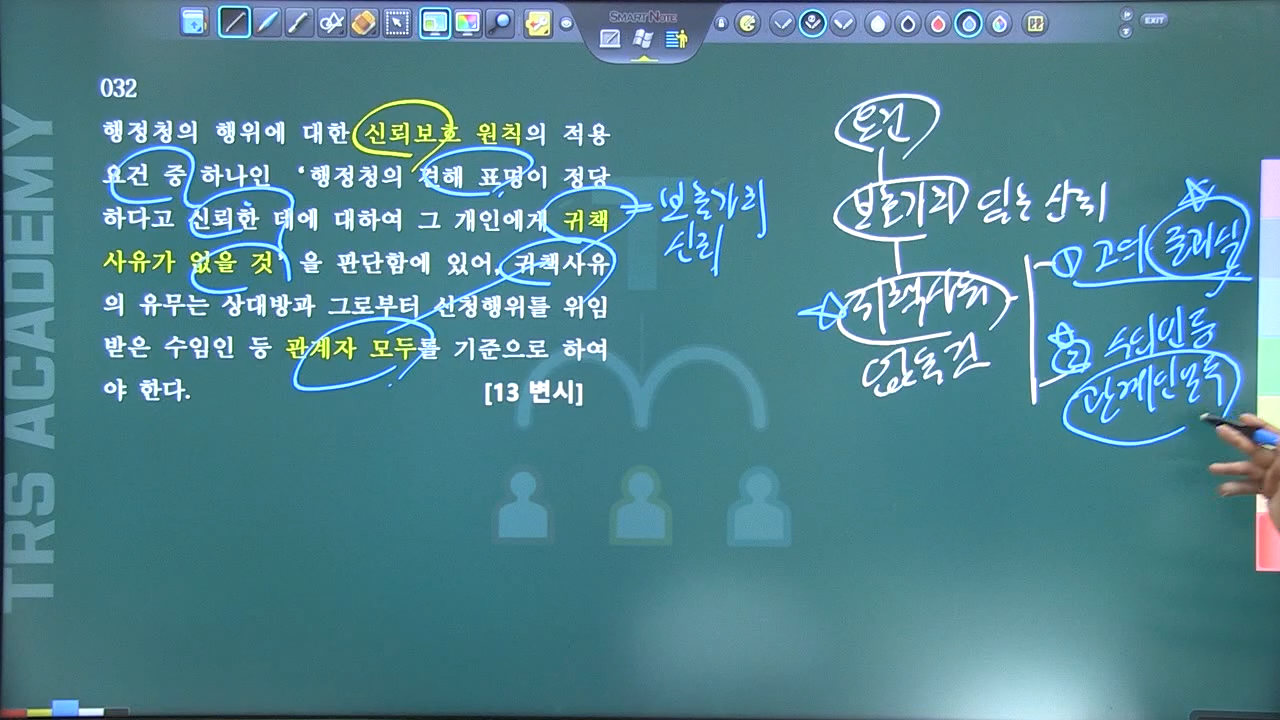 SMART NOTE
EXIT
TRS ACADEMY
032
행정청의 행위에 대한 신뢰보호 원칙의 적용
요건 중 하나인 ‘행정청의 견해 표명이 정당
하다고 신뢰한 데에 대하여 그 개인에게 귀책
사유가 없을 것’을 판단함에 있어, 귀책사유
의 유무는 상대방과 그로부터 신청행위를 위임
받은 수임인 등 관계자 모두를 기준으로 하여
야 한다.
[13 변시]
= 보호가치
신뢰
요건
보호가치 있는 신뢰
귀책사유
① 고의 중과실
② 수임인 등
관계인 모두